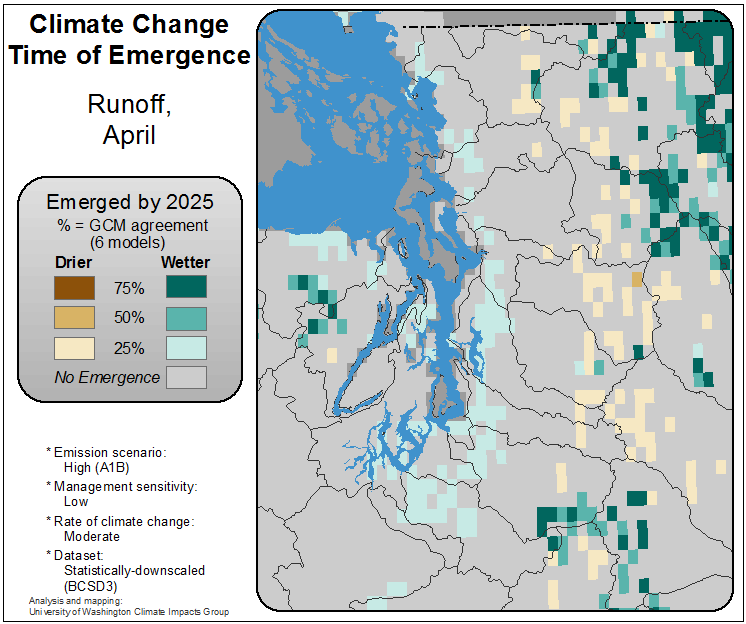 Climate Change
Time of Emergence
Runoff,
April
Emerged by 2025
% = GCM agreement
(6 models)
Drier Wetter
75%
50%
25%
No Emergence
* Emission scenario:
High (A1B)
* Management sensitivity:
Low
* Rate of climate change:
Moderate
* Dataset:
Statistically-downscaled
(BCSD3)
Analysis and mapping:
University of Washington Climate Impacts Group